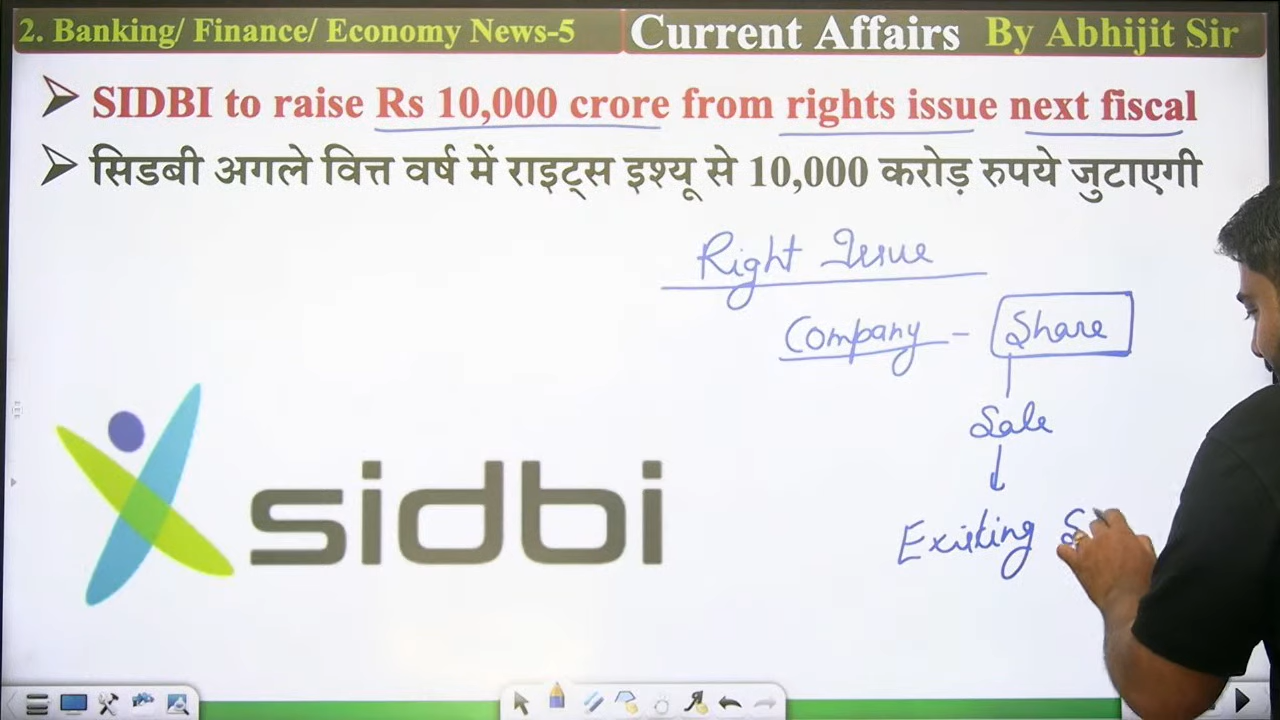 2. Banking/ Finance/ Economy News-5
Current Affairs By Abhijit Sir
SIDBI to raise Rs 10,000 crore from rights issue next fiscal
सिडबी अगले वित्त वर्ष में राइट्स इश्यू से 10,000 करोड़ रुपये जुटाएगी
Right Issue
Company - Share
Sale
Existing S
sidbi